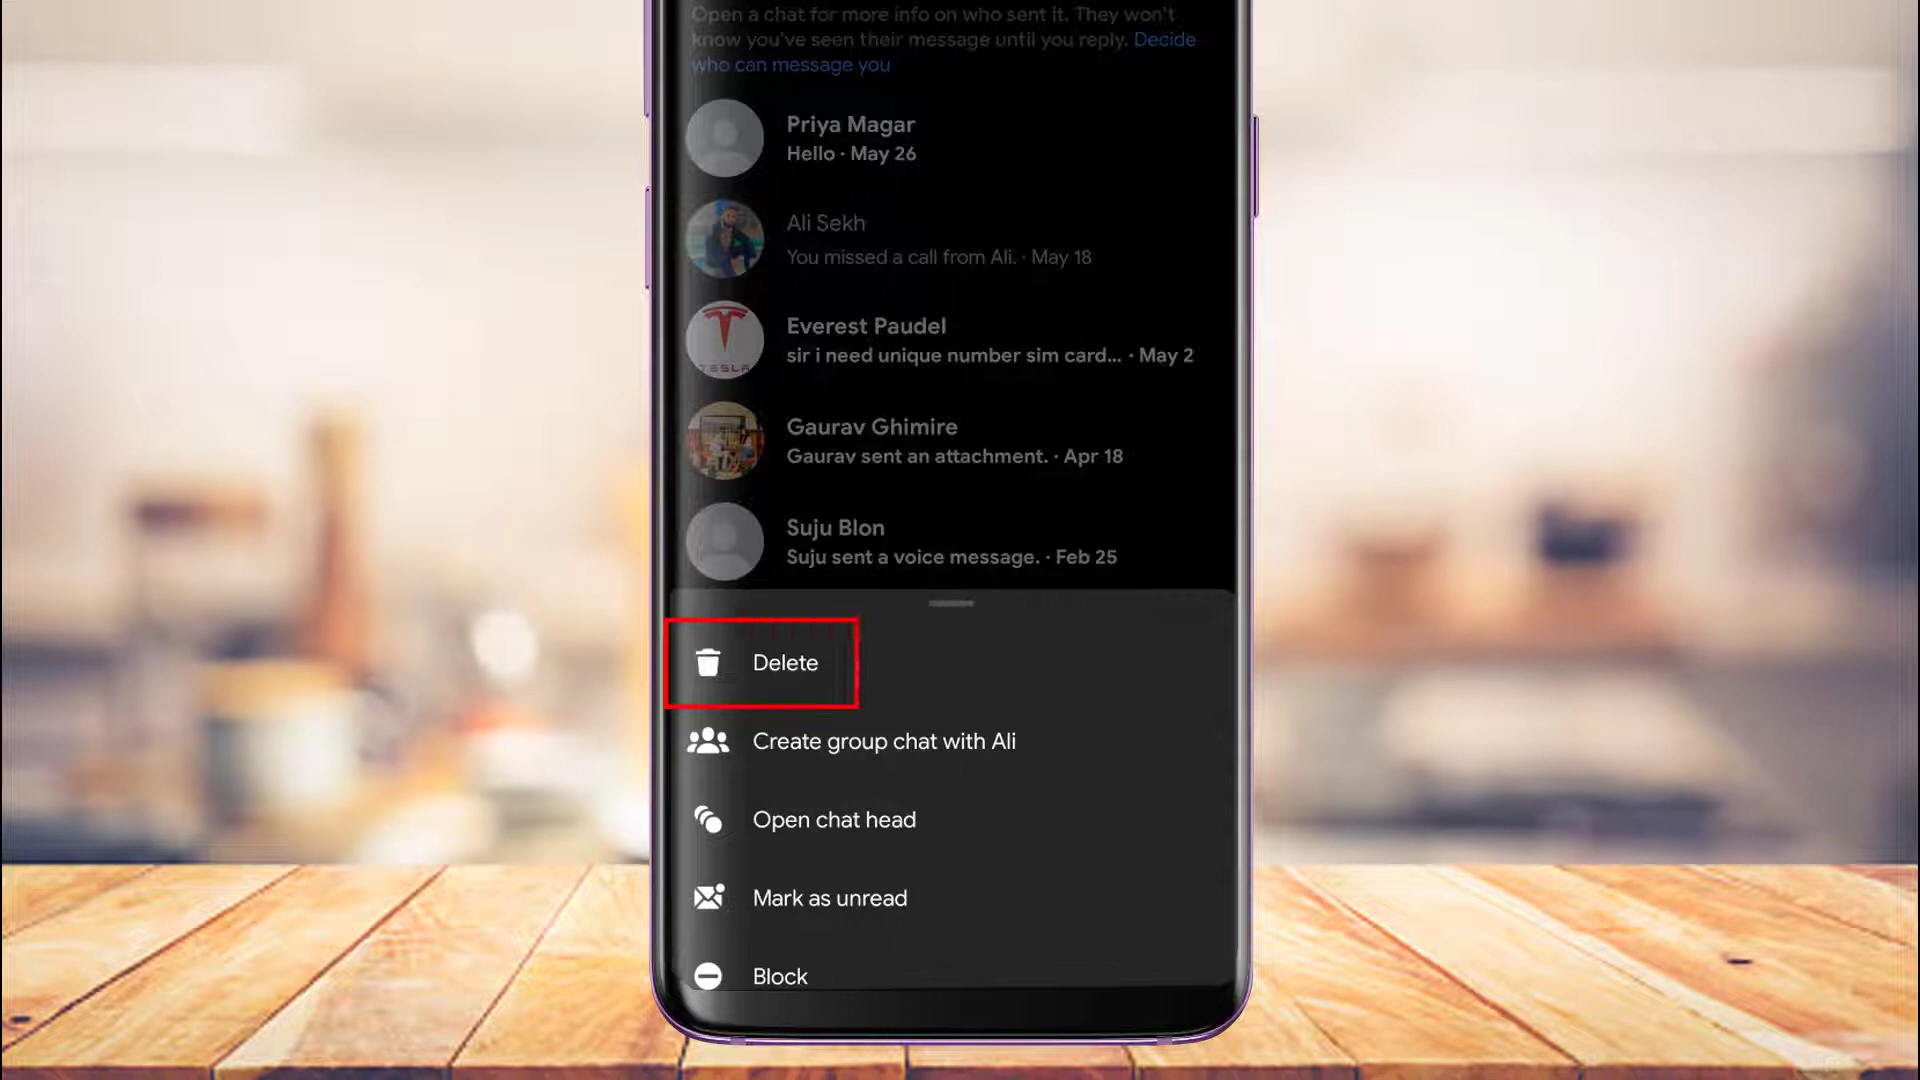 Open a chat for more info on who sent it. They won't
know you've seen their message until you reply. Decide
who can message you
Priya Magar
Hello · May 26
Ali Sekh
You missed a call from Ali. · May 18
Everest Paudel
sir i need unique number sim card... · May 2
TESLA
Gaurav Ghimire
Gaurav sent an attachment. · Apr 18
Suju Blon
Suju sent a voice message. · Feb 25
Delete
Create group chat with Ali
Open chat head
Mark as unread
Block